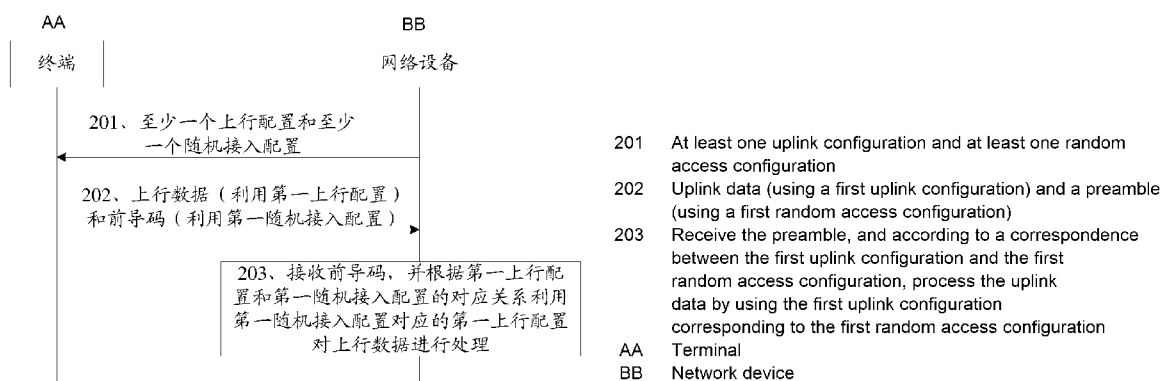 AA
BB
终端
网络设备
201、至少一个上行配置和至少
一个随机接入配置
202、上行数据（利用第一上行配置）
和前导码（利用第一随机接入配置）
203、接收前导码，并根据第一上行配
置和第一随机接入配置的对应关系利用
第一随机接入配置对应的第一上行配置
对上行数据进行处理
201 At least one uplink configuration and at least one random
access configuration
202 Uplink data (using a first uplink configuration) and a preamble
(using a first random access configuration)
203 Receive the preamble, and according to a correspondence
between the first uplink configuration and the first
random access configuration, process the uplink
data by using the first uplink configuration
corresponding to the first random access configuration
AA Terminal
BB Network device